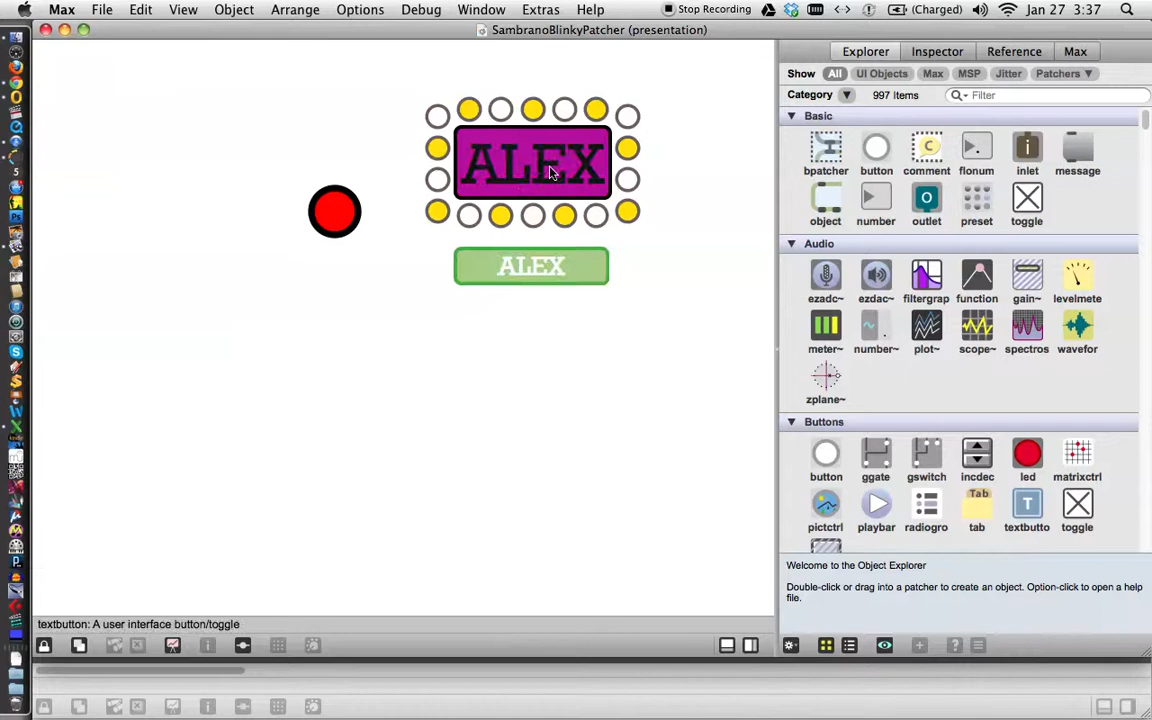 Max File Edit View Object Arrange Options Debug Window Extras Help Stop Recording (Charged) Jan 27 3:37
SambranoBlinkyPatcher (presentation)
Explorer Inspector Reference Max
Show All UI Objects Max MSP Jitter Patchers ▼
Category ▼ 997 Items Filter
Basic
bpatcher button comment flonum inlet message
object number outlet preset toggle
Audio
ezadc~ ezdac~ filtergrap function gain~ levelmete
meter~ number~ plot~ scope~ spectros wavefor
zplane~
Buttons
button ggate gswitch incdec led matrixctrl
Tab
pictctrl playbar radiogro tab textbutto toggle
ALEX
ALEX
Welcome to the Object Explorer
Double-click or drag into a patcher to create an object. Option-click to open a help
file.
textbutton: A user interface button/toggle